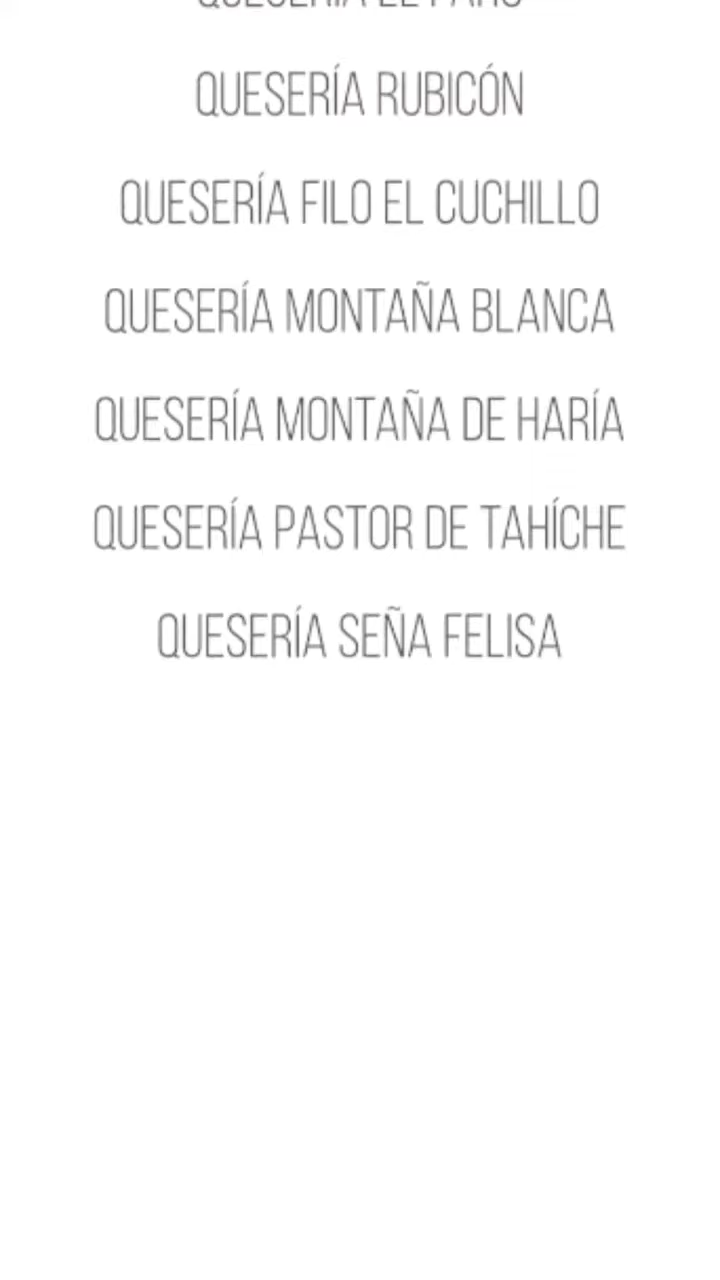 QUESERÍA RUBICÓN
QUESERÍA FILO EL CUCHILLO
QUESERÍA MONTAÑA BLANCA
QUESERÍA MONTAÑA DE HARÍA
QUESERÍA PASTOR DE TAHÍCHE
QUESERÍA SEÑA FELISA